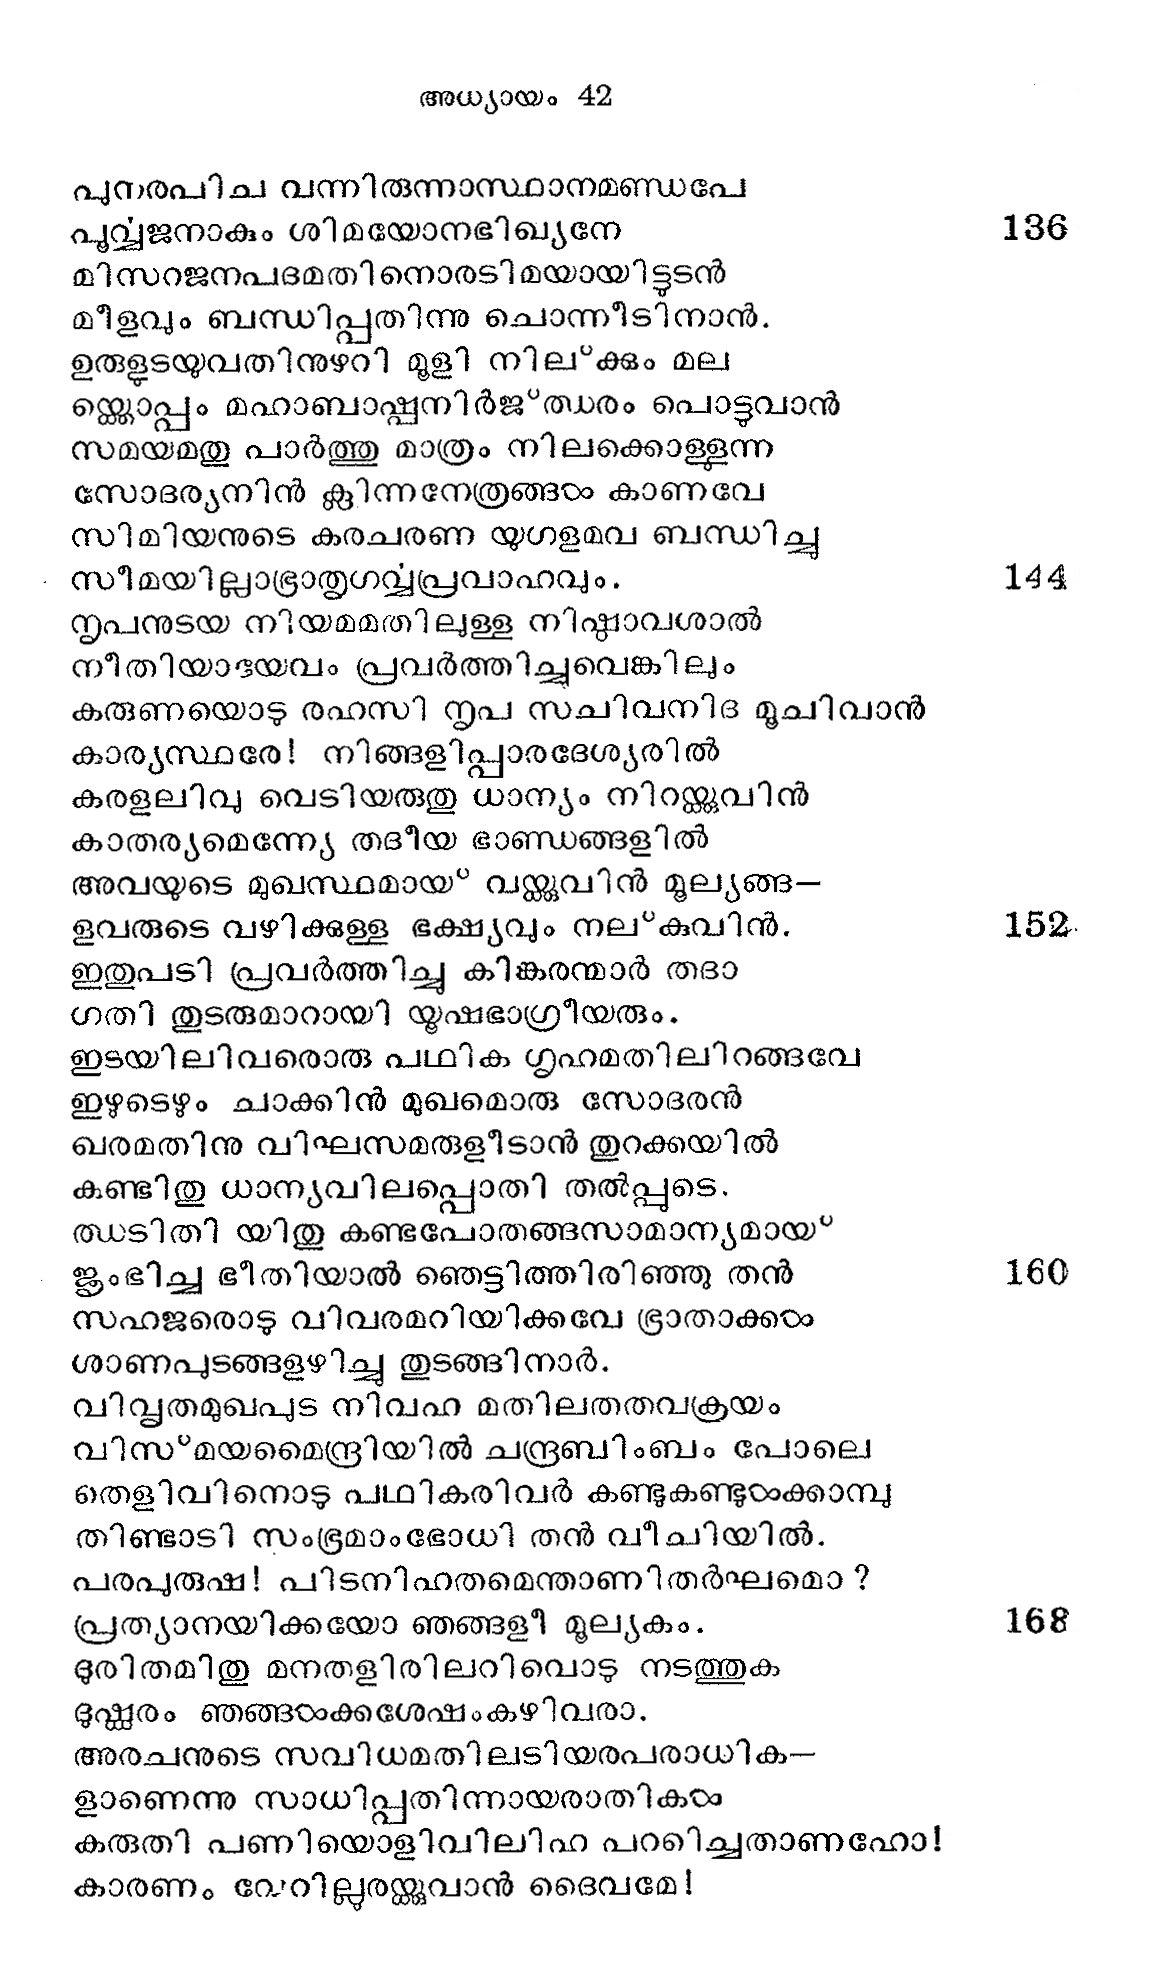 അധ്യായം 42
പുനരപിച വന്നിരുന്നാസ്ഥാനമണ്ഡപേ
പൂർവ്വജനാകും ശിമയോനഭിഖ്യനേ 136
മിസറജനപദമതിനൊരടിമയായിട്ടുടൻ
മീളവും ബന്ധിപ്പതിന്നു ചൊന്നീടിനാൻ.
ഉരുളുടയുവതിനുഴറി മൂളി നില്ക്കും മല
യ്ക്കൊപ്പം മഹാബാഷ്പനിർജ്ഝരം പൊട്ടുവാൻ
സമയമതു പാർത്തു മാത്രം നിലക്കൊള്ളുന്ന
സോദര്യനിൻ ക്ലിന്നനേത്രങ്ങൾ കാണവേ
സിമിയനുടെ കരചരണ യുഗളമവ ബന്ധിച്ചു
സീമയില്ലാഭ്രാതൃഗർവ്വപ്രവാഹവും. 144
നൃപനുടയ നിയമമതിലുള്ള നിഷ്ഠാവശാൽ
നീതിയാദയവം പ്രവർത്തിച്ചുവെങ്കിലും
കരുണയൊടു രഹസി നൃപ സചിവനിദ മൂചിവാൻ
കാര്യസ്ഥരേ! നിങ്ങളിപ്പാരദേശ്യരിൽ
കരളലിവു വെടിയരുതു ധാന്യം നിറയ്ക്കുവിൻ
കാതര്യമെന്ന്യേ തദീയ ഭാണ്ഡങ്ങളിൽ
അവയുടെ മുഖസ്ഥമായ് വയ്ക്കുവിൻ മൂല്യങ്ങ—
ളവരുടെ വഴിക്കുള്ള ഭക്ഷ്യവും നല്കുവിൻ. 152
ഇതുപടി പ്രവർത്തിച്ചു കിങ്കരന്മാർ തദാ
ഗതി തുടരുമാറായി യൂഷഭാഗ്രീയരും.
ഇടയിലിവരൊരു പഥിക ഗൃഹമതിലിറങ്ങവേ
ഇഴുടെഴും ചാക്കിൻ മുഖമൊരു സോദരൻ
ഖരമതിനു വിഘസമരുളീടാൻ തുറക്കയിൽ
കണ്ടിതു ധാന്യവിലപ്പൊതി തൽപ്പുടെ.
ഝടിതി യിതു കണ്ടപോതങ്ങസാമാന്യമായ്
ജൃംഭിച്ച ഭീതിയാൽ ഞെട്ടിത്തിരിഞ്ഞു തൻ 160
സഹജരൊടു വിവരമറിയിക്കവേ ഭ്രാതാക്കൾ
ശാണപുടങ്ങളഴിച്ചു തുടങ്ങിനാർ.
വിവൃതമുഖപുട നിവഹ മതിലതതവക്രയം
വിസ്മയമൈന്ദ്രിയിൽ ചന്ദ്രബിംബം പോലെ
തെളിവിനൊടു പഥികരിവർ കണ്ടുകണ്ടുൾക്കാമ്പു
തിണ്ടാടി സംഭ്രമാംഭോധി തൻ വീചിയിൽ.
പരപുരുഷ! പിടനിഹതമെന്താണിതർഘമൊ?
പ്രത്യാനയിക്കയോ ഞങ്ങളീ മൂല്യകം. 168
ദുരിതമിതു മനതളിരിലറിവൊടു നടത്തുക
ദുഷ്കരം ഞങ്ങൾക്കശേഷംകഴിവരാ.
അരചനുടെ സവിധമതിലടിയരപരാധിക—
ളാണെന്നു സാധിപ്പതിന്നായരാതികൾ
കരുതി പണിയൊളിവിലിഹ പറഠിച്ചതാണഹോ!
കാരണം വേറില്ലുരയ്ക്കുവാൻ ദൈവമേ!